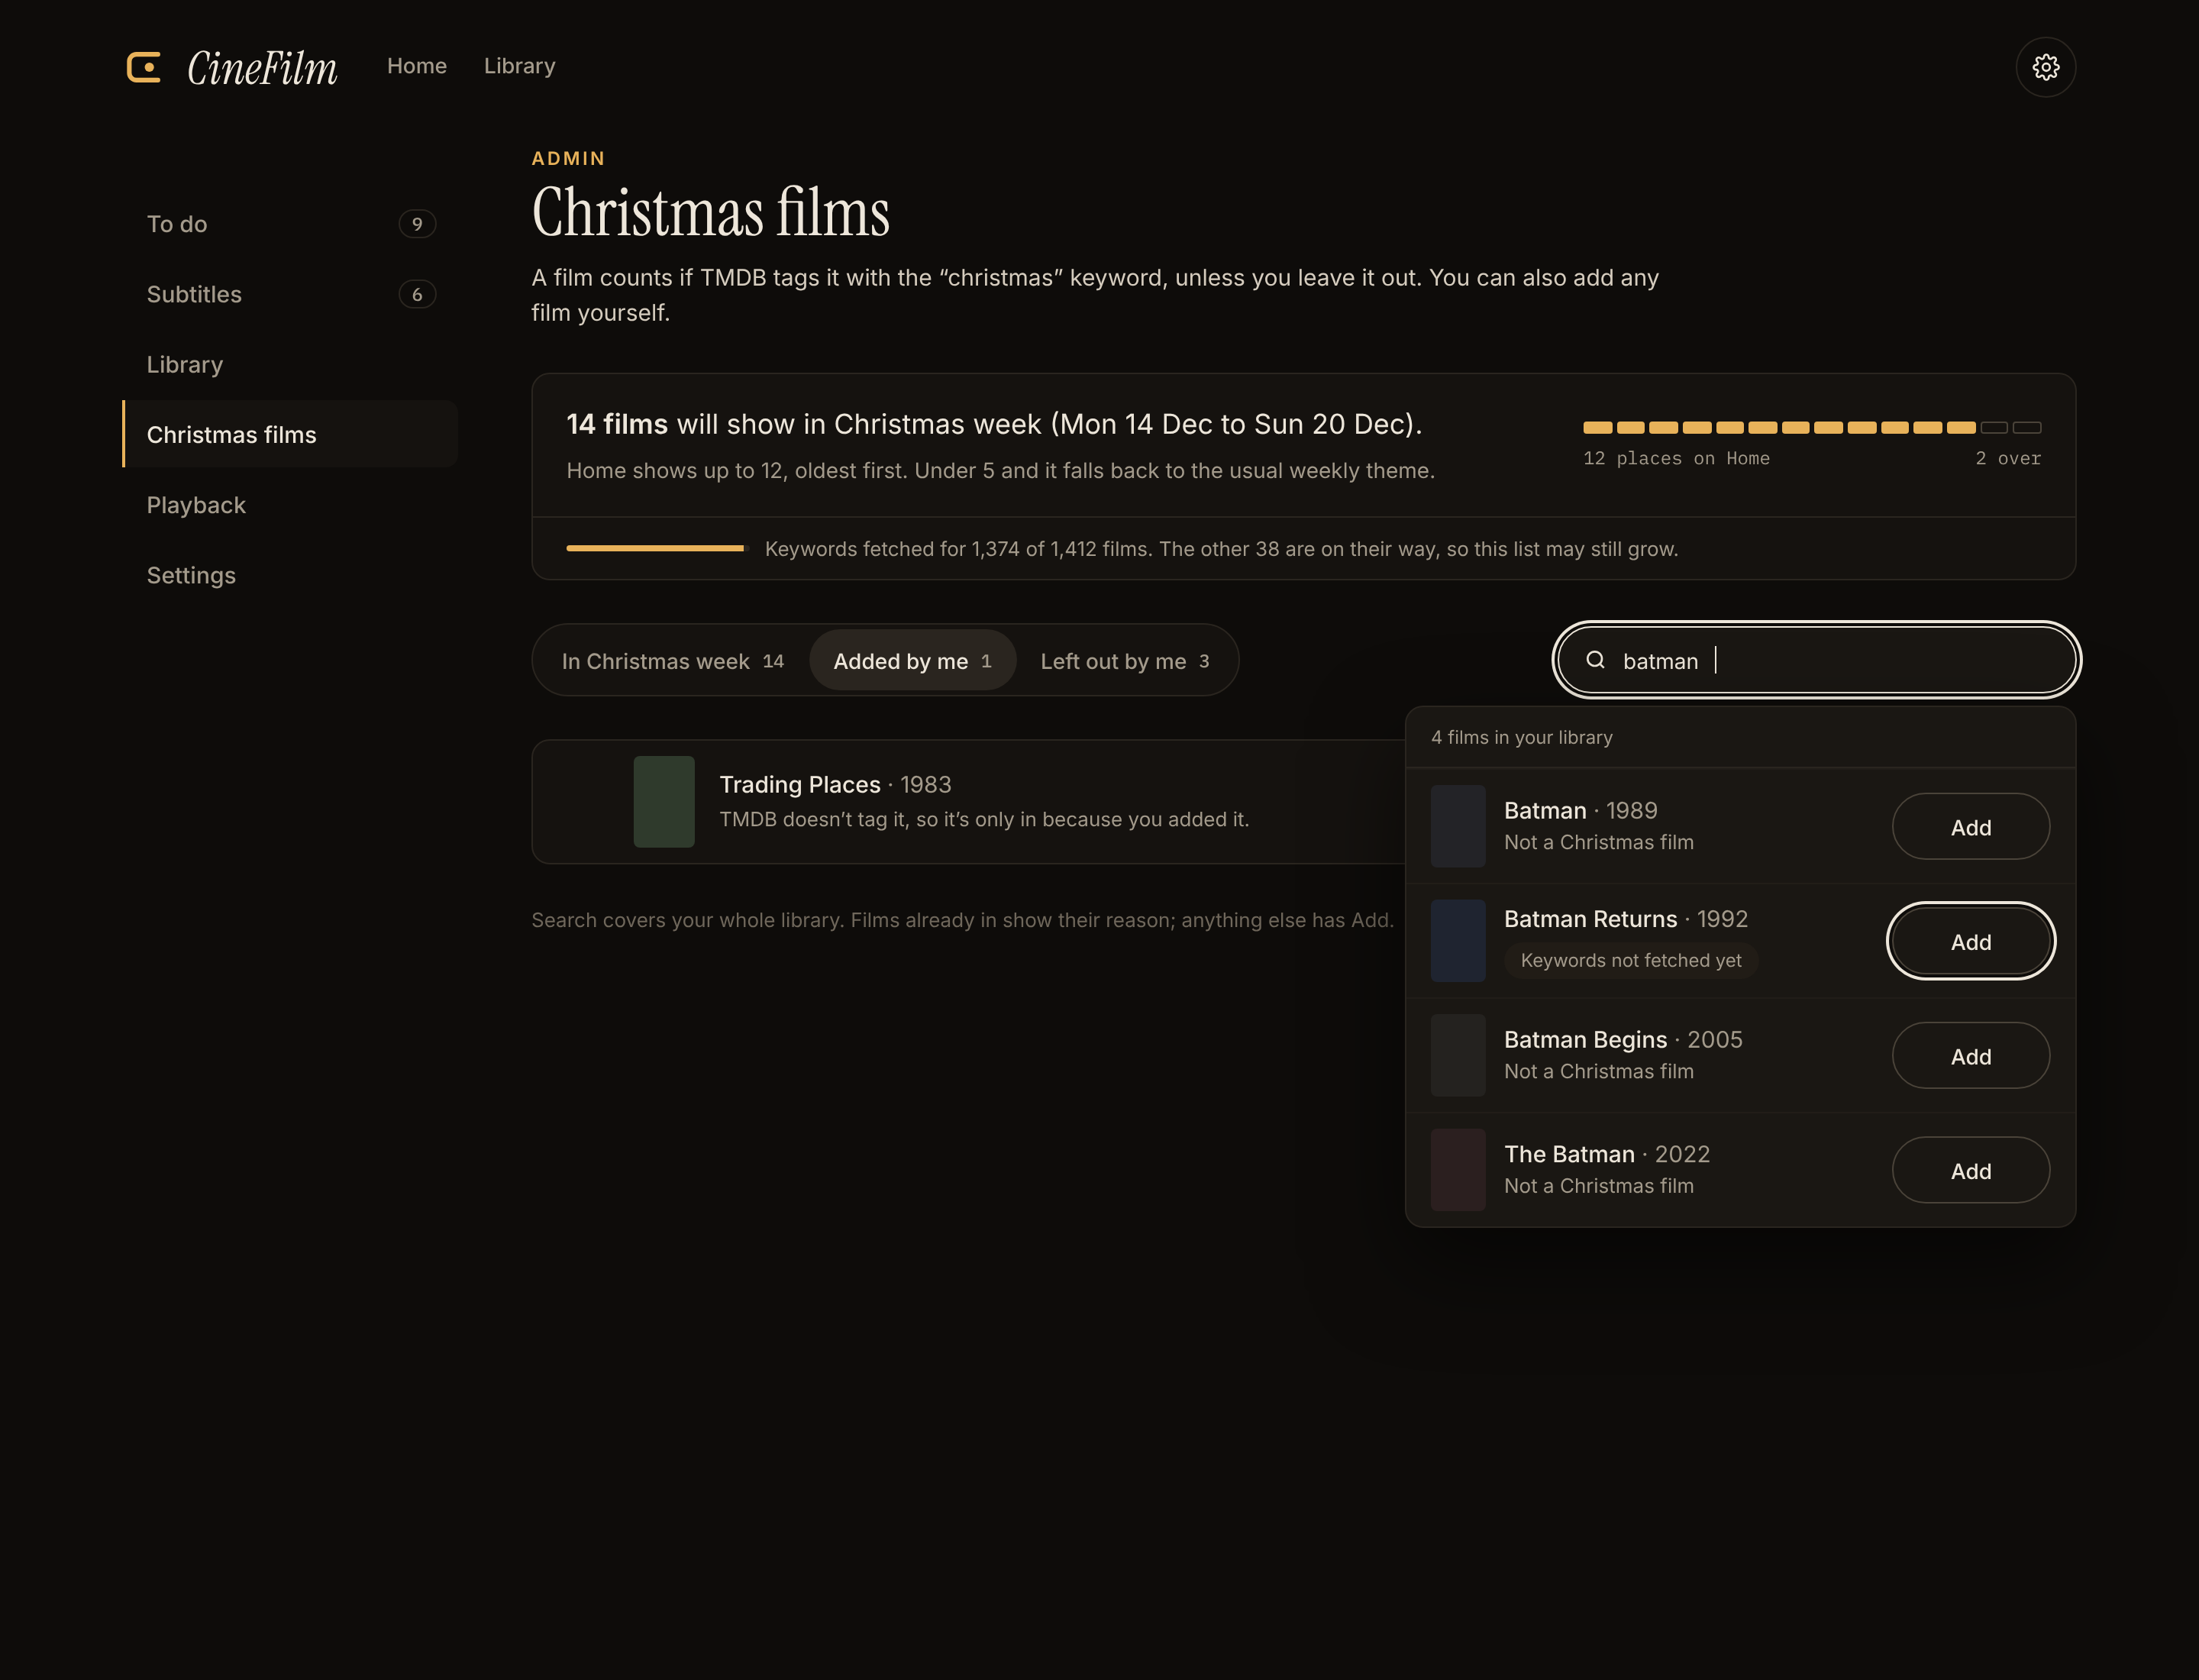 CineFilm
Home
Library
ADMIN
Christmas films
A film counts if TMDB tags it with the “christmas” keyword, unless you leave it out. You can also add any
film yourself.
To do 9
Subtitles 6
Library
Christmas films
Playback
Settings
14 films will show in Christmas week (Mon 14 Dec to Sun 20 Dec).
Home shows up to 12, oldest first. Under 5 and it falls back to the usual weekly theme.
12 places on Home
2 over
Keywords fetched for 1,374 of 1,412 films. The other 38 are on their way, so this list may still grow.
In Christmas week 14
Added by me 1
Left out by me 3
batman
Trading Places · 1983
TMDB doesn’t tag it, so it’s only in because you added it.
Search covers your whole library. Films already in show their reason; anything else has Add.
4 films in your library
Batman · 1989
Not a Christmas film
Add
Batman Returns · 1992
Keywords not fetched yet
Add
Batman Begins · 2005
Not a Christmas film
Add
The Batman · 2022
Not a Christmas film
Add